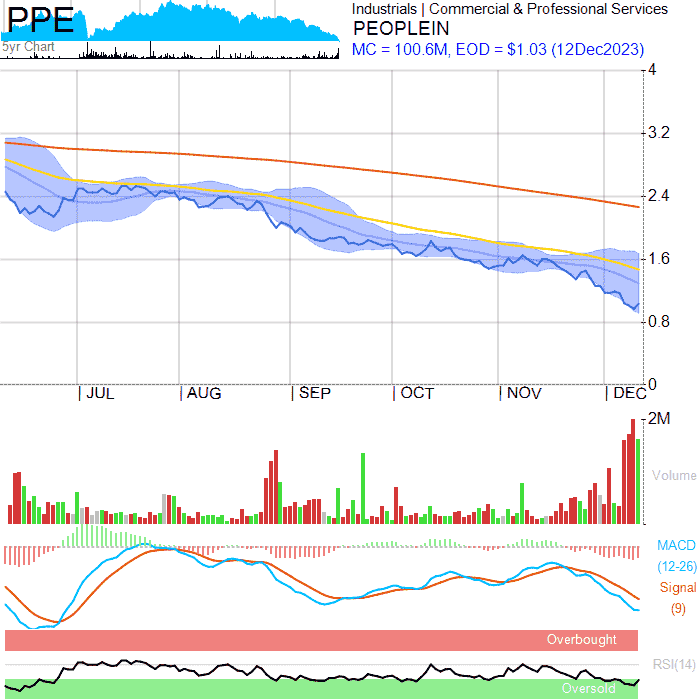 PPE
5yr Chart
Industrials | Commercial & Professional Services
PEOPLEIN
MC = 100.6M, EOD = $1.03 (12Dec2023)
4
3.2
2.4
1.6
0.8
0
| JUL | AUG | SEP | OCT | NOV | DEC
2M
Volume
MACD
(12-26)
Signal
(9)
Overbought
RSI(14)
Oversold